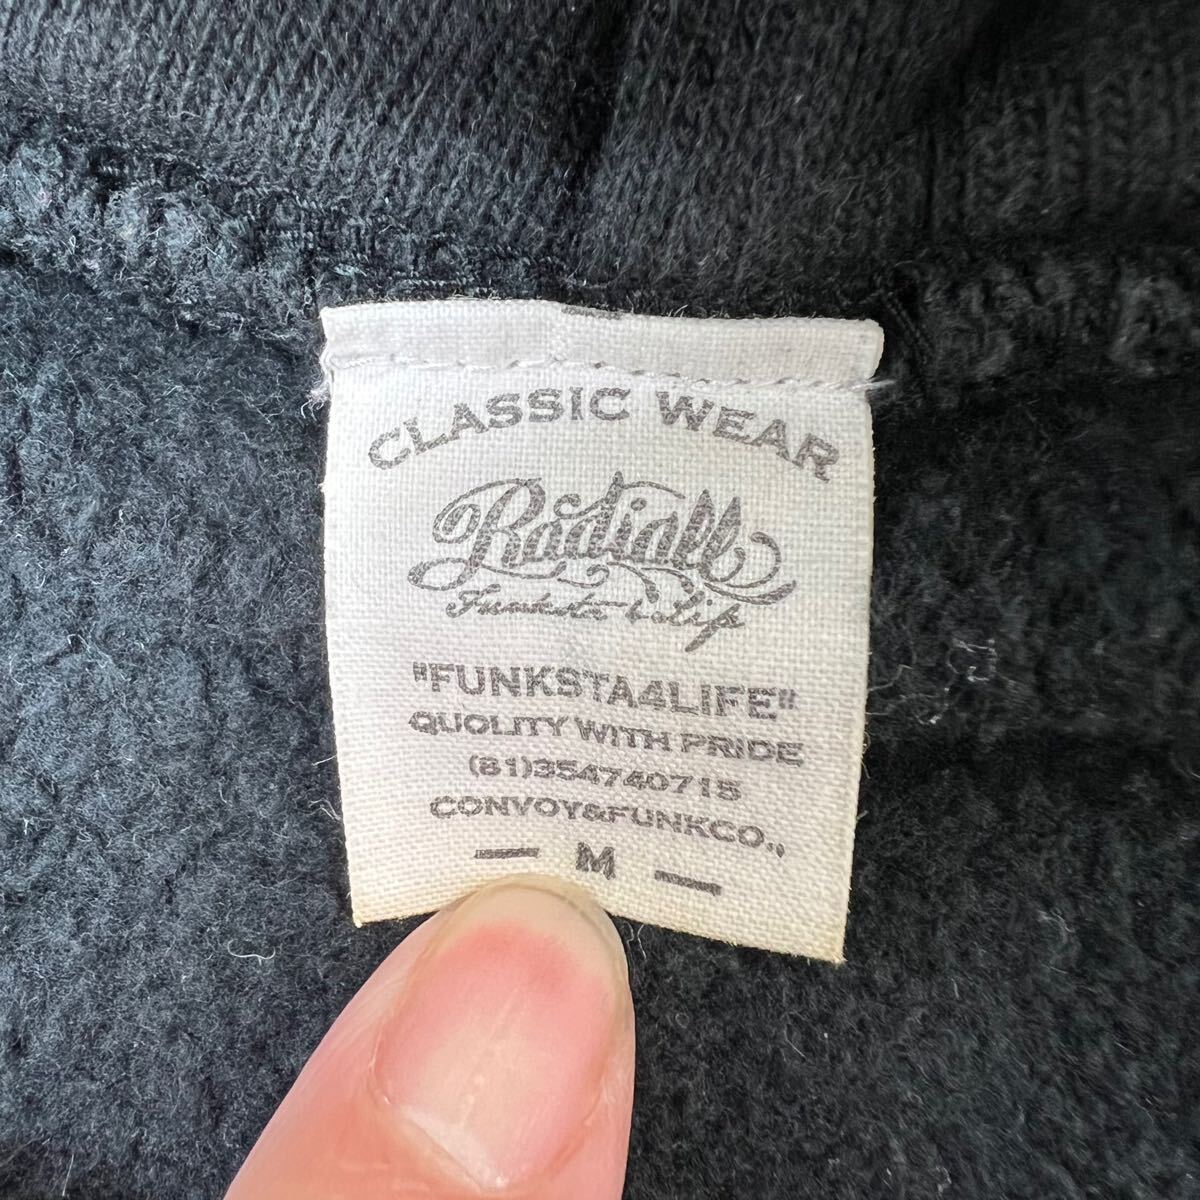 CLASSIC WEAR
Radiall
"FUNKSTA4LIFE"
QUOLITY WITH PRIDE
(81)354740715
CONVOY&FUNKCO.,
— M —